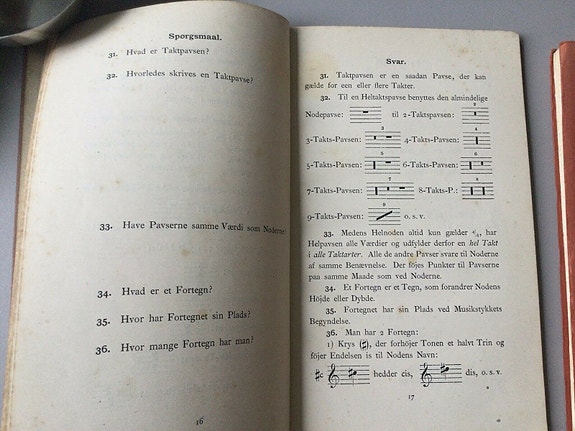 Spørgsmaal.
31. Hvad er Taktpavsen?
32. Hvorledes skrives en Taktpavse?
33. Have Pavserne samme Værdi som Noderne?
34. Hvad er et Fortegn?
35. Hvor har Fortegnet sin Plads?
36. Hvor mange Fortegn har man?
16
Svar.
31. Taktpavsen er en saadan Pavse, der kan
gælde for een eller flere Takter.
32. Til en Heltaktspavse benyttes den almindelige
Nodepavse: til 2-Taktspavsen:
3-Takts-Pavsen: 4-Takts-Pavsen:
5-Takts-Pavsen: 6-Takts-Pavsen:
7-Takts-Pavsen: 8-Takts-P.:
9-Takts-Pavsen: o. s. v.
33. Medens Helnoden altid kun gælder 4/4, har
Helpavsen alle Værdier og udfylder derfor en hel Takt
i alle Taktarter. Alle de andre Pavser svare til Noderne
af samme Benævnelse. Der föjes Punkter til Pavserne
paa samme Maade som ved Noderne.
34. Et Fortegn er et Tegn, som forandrer Nodens
Höjde eller Dybde.
35. Fortegnet har sin Plads ved Musikstykkets
Begyndelse.
36. Man har 2 Fortegn:
1) Krys (♯), der forhöjer Tonen et halvt Trin og
föjer Endelsen is til Nodens Navn:
♯c hedder cis, dis, o. s. v.
17